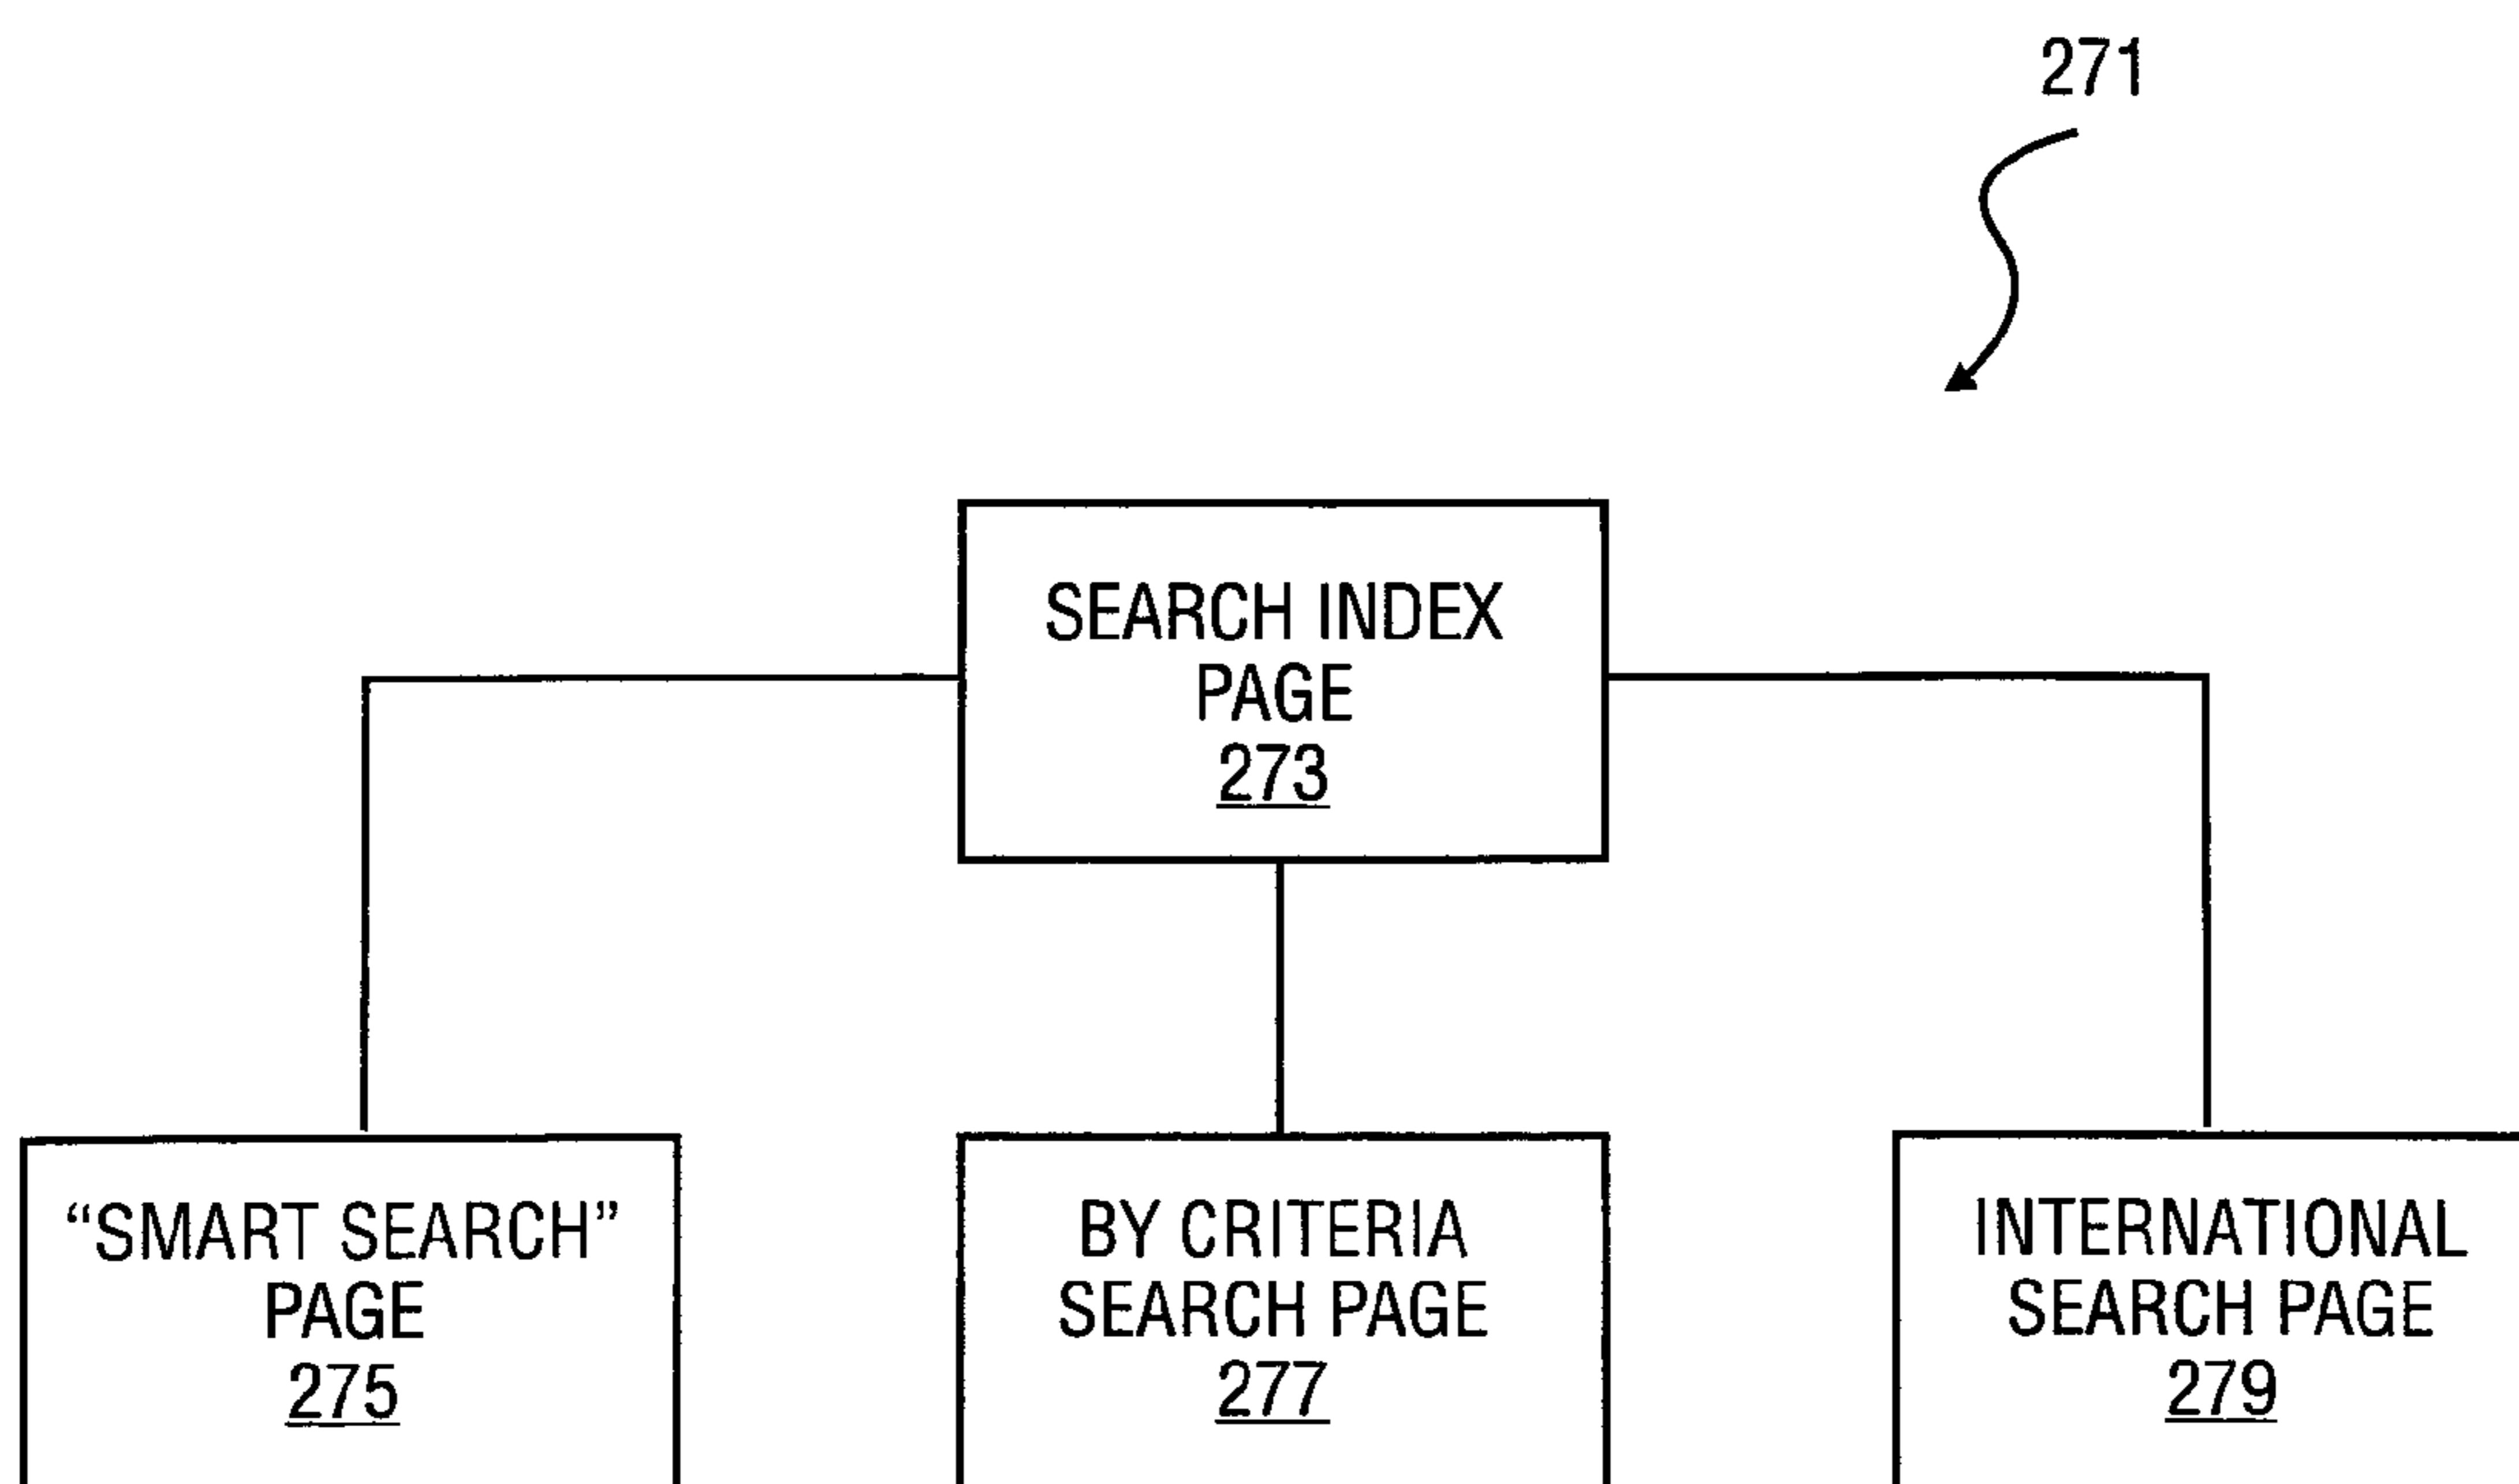 271
SEARCH INDEX
PAGE
273
“SMART SEARCH”
PAGE
275
BY CRITERIA
SEARCH PAGE
277
INTERNATIONAL
SEARCH PAGE
279